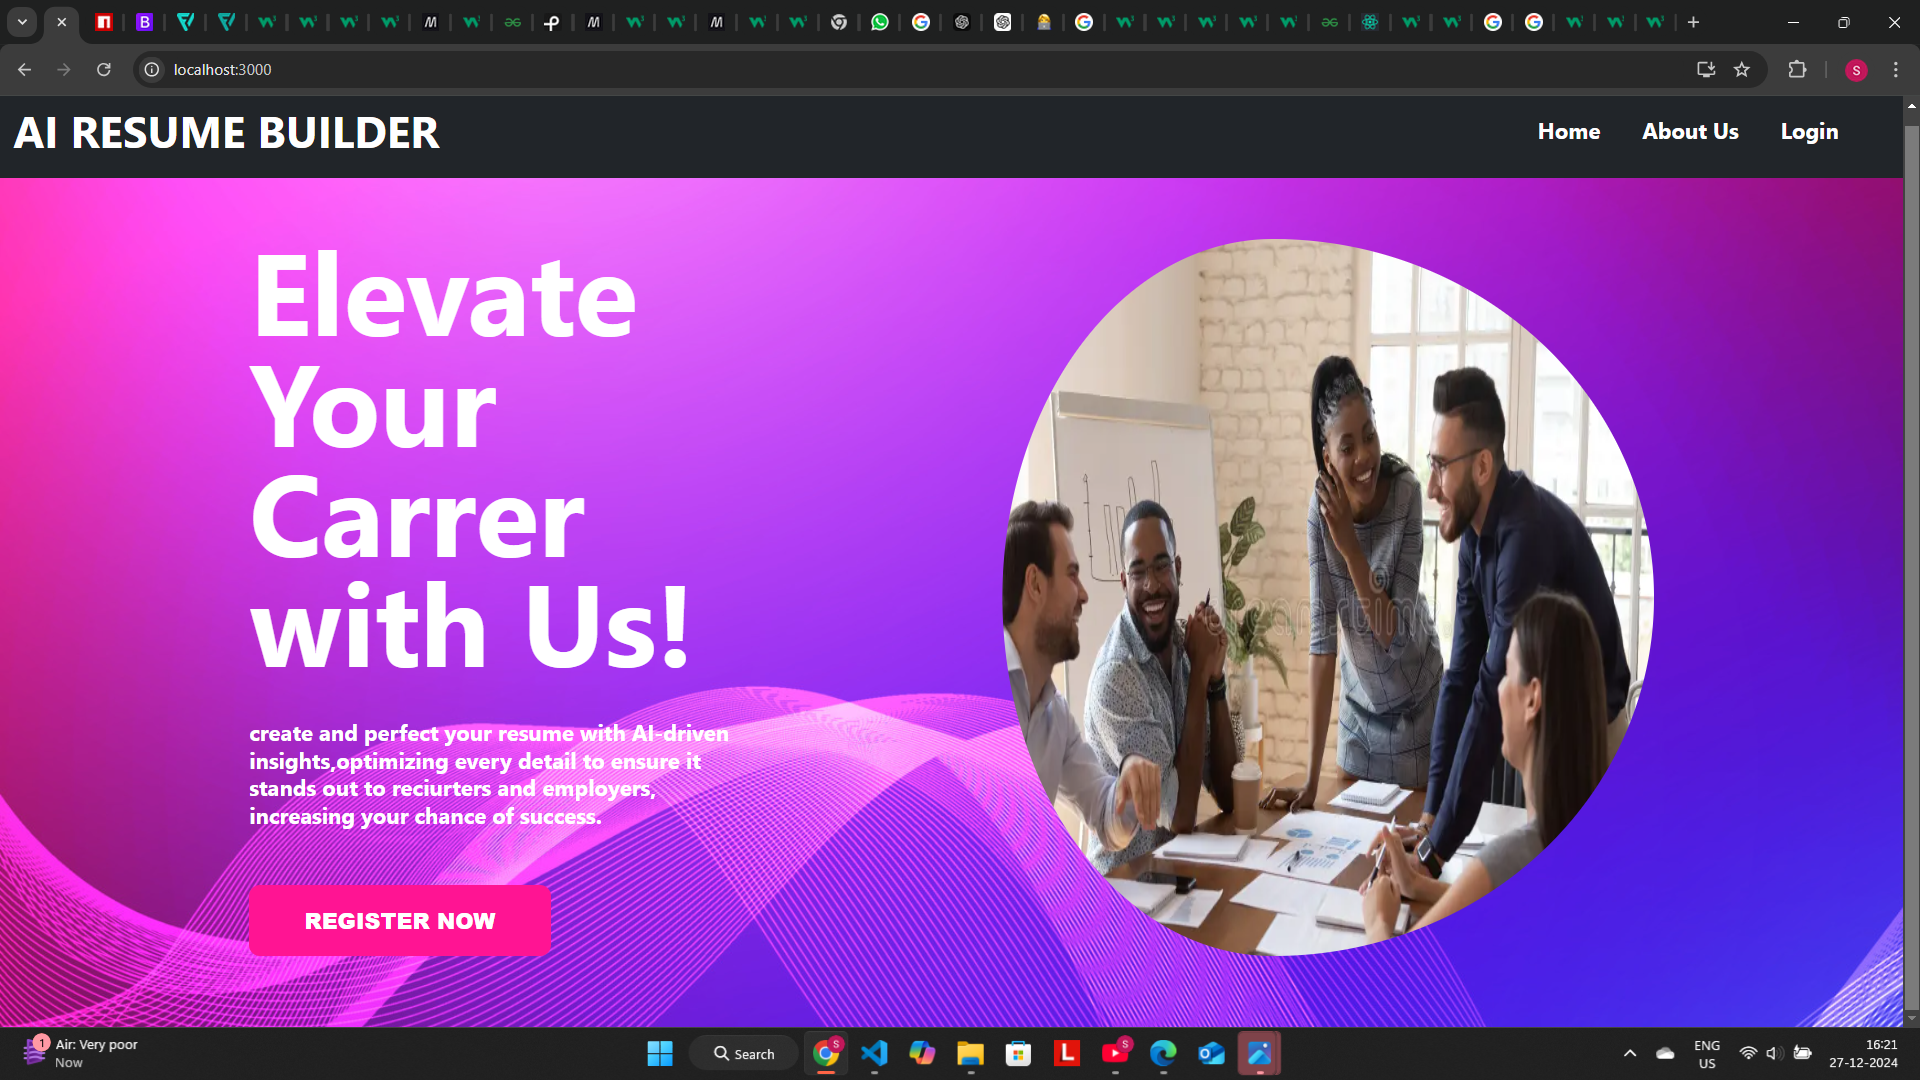 localhost:3000
S
AI RESUME BUILDER
Home
About Us
Login
Elevate
Your
Carrer
with Us!
create and perfect your resume with AI-driven
insights,optimizing every detail to ensure it
stands out to reciurters and employers,
increasing your chance of success.
REGISTER NOW
dreamstime
1
Air: Very poor
Now
Search
ENG
US
16:21
27-12-2024